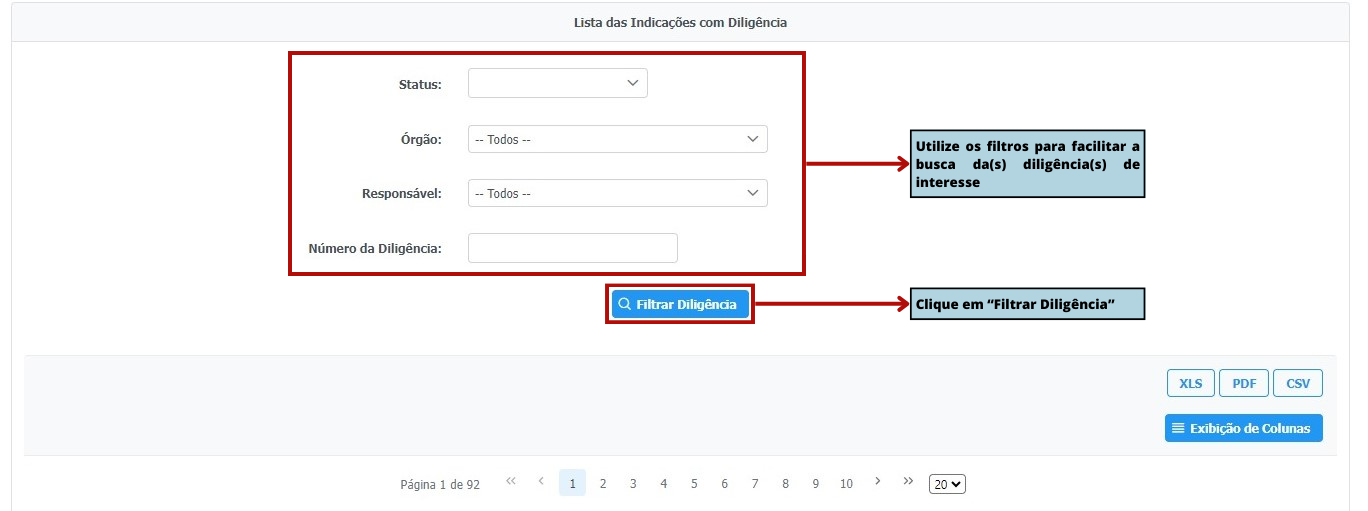 Lista das Indicações com Diligência
Status:
Órgão:
-- Todos --
Utilize os filtros para facilitar a
busca da(s) diligência(s) de
interesse
Responsável:
-- Todos --
Número da Diligência:
Filtrar Diligência
Clique em “Filtrar Diligência”
XLS PDF CSV
Exibição de Colunas
Página 1 de 92 << < 1 2 3 4 5 6 7 8 9 10 > >> 20